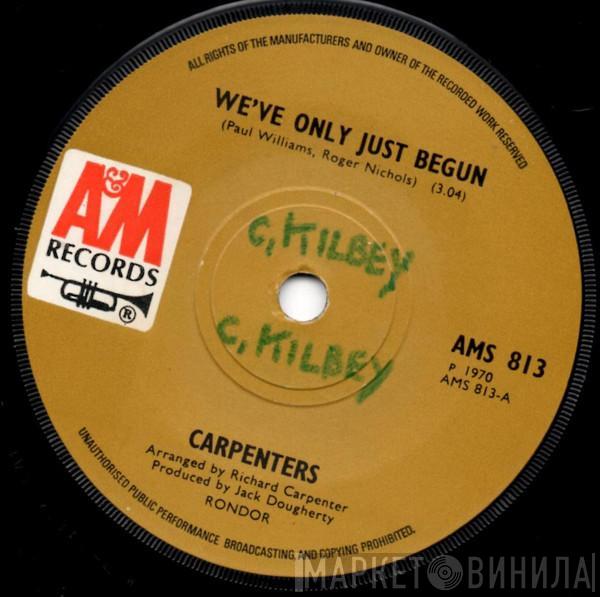 ALL RIGHTS OF THE MANUFACTURERS AND OWNER OF THE RECORDED WORK RESERVED
WE'VE ONLY JUST BEGUN
(Paul Williams, Roger Nichols) (3.04)
A&M
RECORDS
®
C, KILBEY
C, KILBEY
AMS 813
P 1970
AMS 813-A
CARPENTERS
Arranged by Richard Carpenter
Produced by Jack Dougherty
RONDOR
UNAUTHORISED PUBLIC PERFORMANCE BROADCASTING AND COPYING PROHIBITED.
МАРКЕТ ВИНИЛА